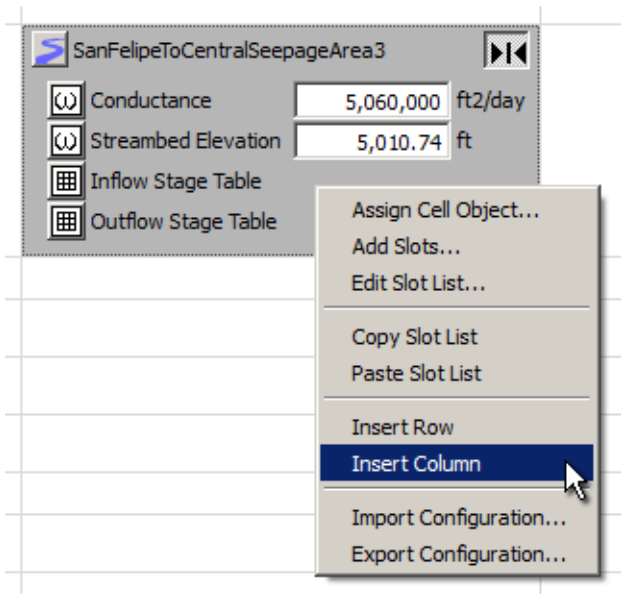 SanFelipeToCentralSeepageArea3
Conductance 5,060,000 ft2/day
Streambed Elevation 5,010.74 ft
Inflow Stage Table
Outflow Stage Table
Assign Cell Object...
Add Slots...
Edit Slot List...
Copy Slot List
Paste Slot List
Insert Row
Insert Column
Import Configuration...
Export Configuration...